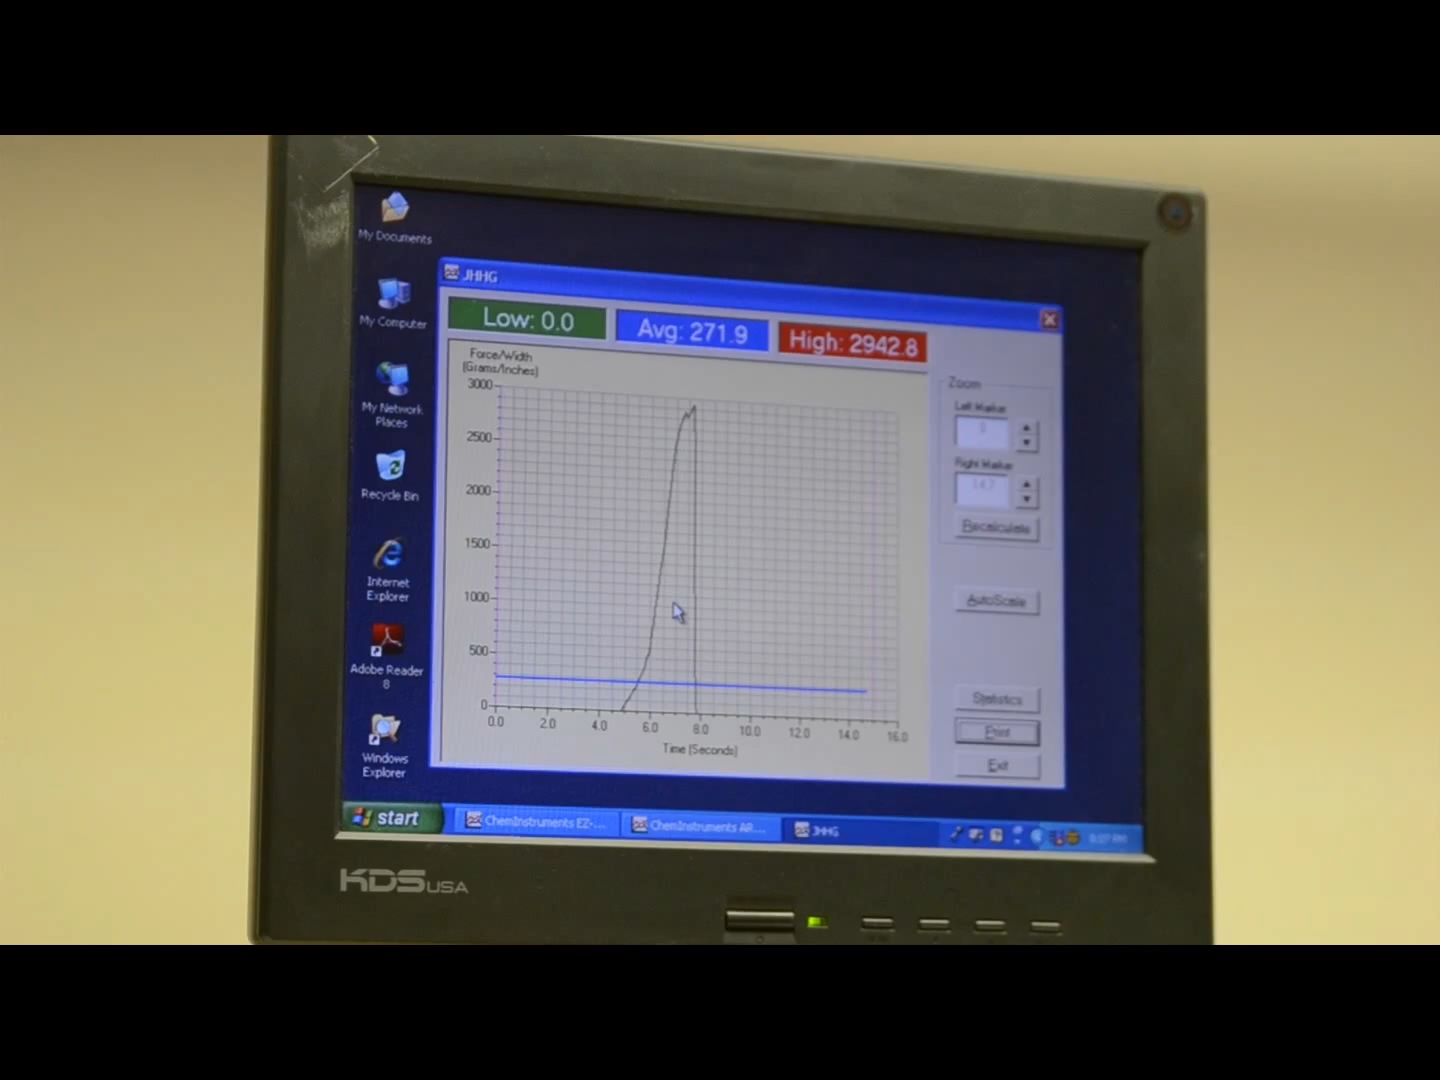 My Documents
My Computer
My Network
Places
Recycle Bin
Internet
Explorer
Adobe Reader
8
Windows
Explorer
JHHG
Low: 0.0
Avg: 271.9
High: 2942.8
Force/Width
(Grams/Inches)
3000
2500
2000
1500
1000
500
0
0.0 2.0 4.0 6.0 8.0 10.0 12.0 14.0 16.0
Time (Seconds)
Zoom
Left Marker
0
Right Marker
14.7
Recalculate
AutoScale
Statistics
Print
Exit
start
ChemInstruments EZ-...
ChemInstruments AR...
JHHG
KDS USA